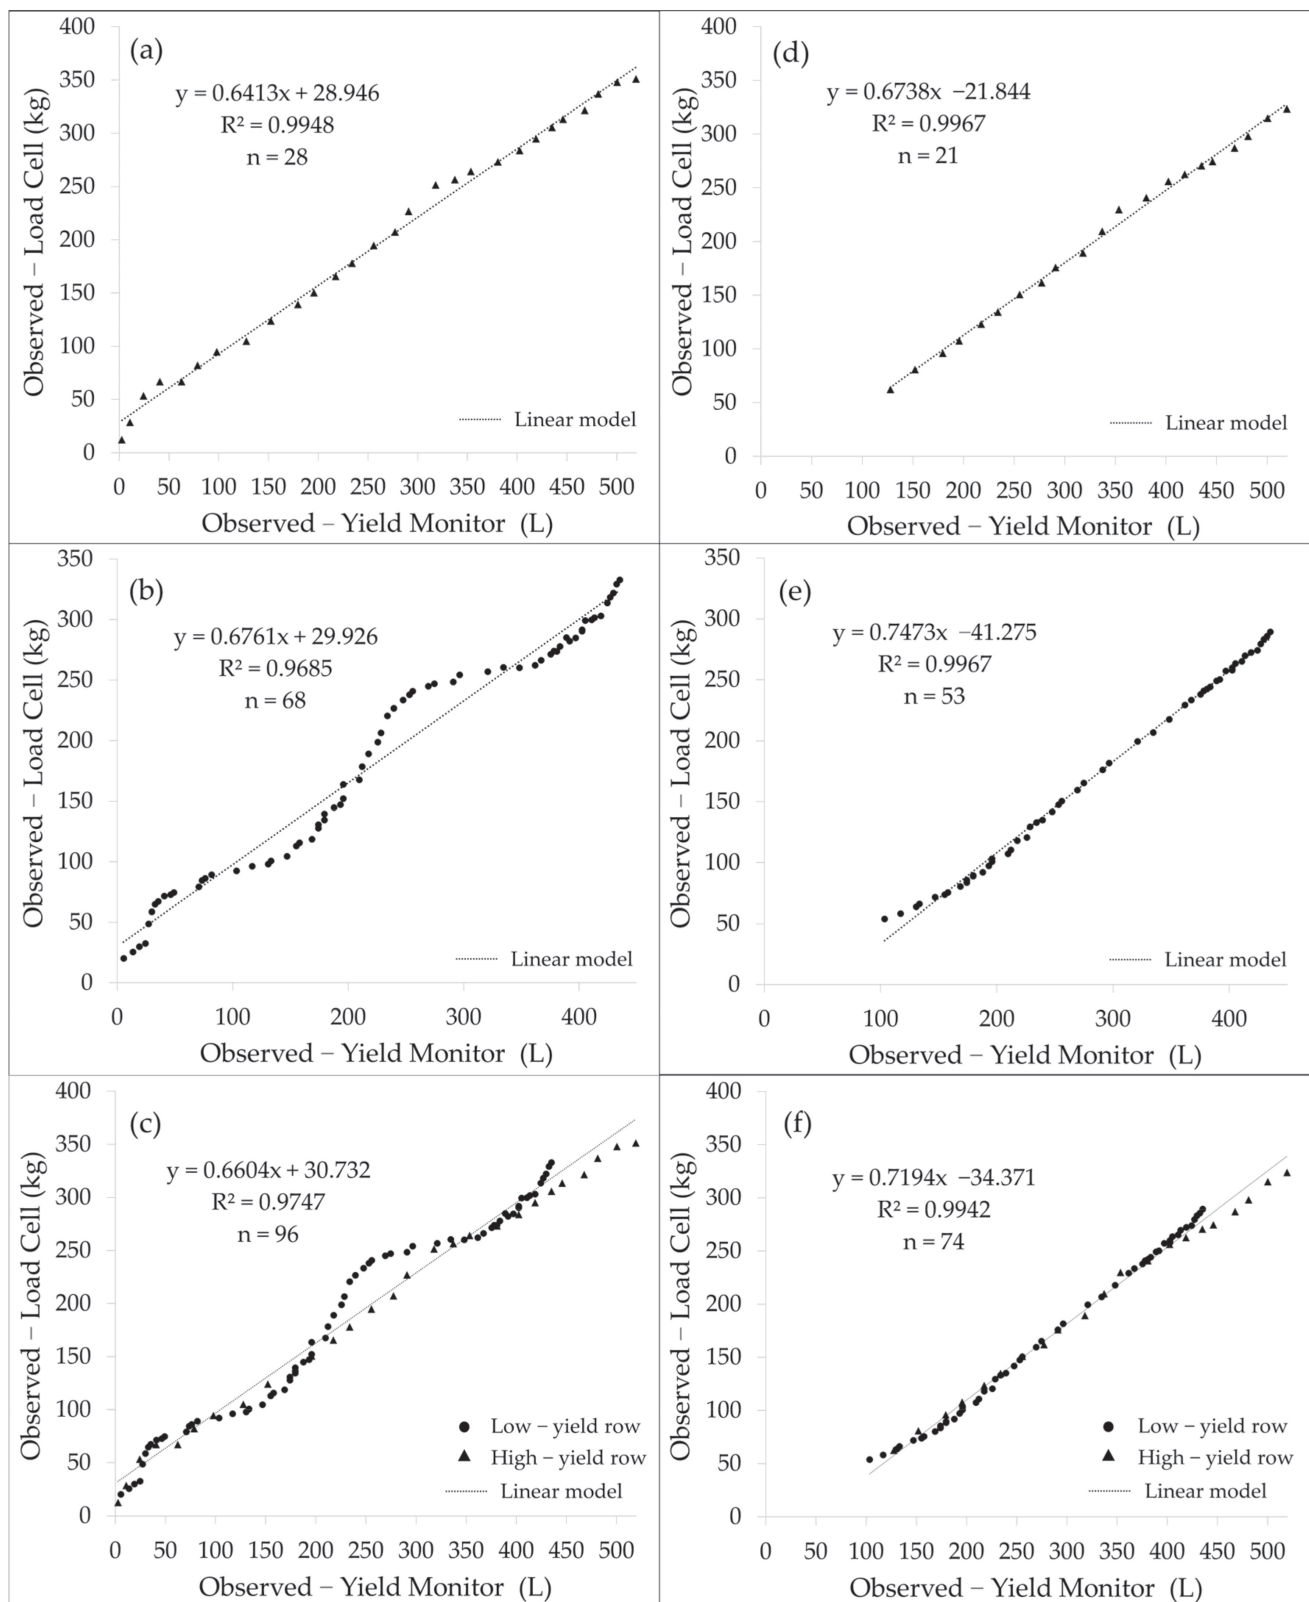 (a)
y = 0.6413x + 28.946
R² = 0.9948
n = 28
Linear model
Observed – Load Cell (kg)
400
350
300
250
200
150
100
50
0
0 50 100 150 200 250 300 350 400 450 500
Observed – Yield Monitor (L)
(d)
y = 0.6738x −21.844
R² = 0.9967
n = 21
Linear model
Observed – Load Cell (kg)
400
350
300
250
200
150
100
50
0
0 50 100 150 200 250 300 350 400 450 500
Observed – Yield Monitor (L)
(b)
y = 0.6761x + 29.926
R² = 0.9685
n = 68
Linear model
Observed – Load Cell (kg)
350
300
250
200
150
100
50
0
0 100 200 300 400
Observed – Yield Monitor (L)
(e)
y = 0.7473x −41.275
R² = 0.9967
n = 53
Linear model
Observed – Load Cell (kg)
350
300
250
200
150
100
50
0
0 100 200 300 400
Observed – Yield Monitor (L)
(c)
y = 0.6604x + 30.732
R² = 0.9747
n = 96
Low – yield row
High – yield row
Linear model
Observed – Load Cell (kg)
400
350
300
250
200
150
100
50
0
0 50 100 150 200 250 300 350 400 450 500
Observed – Yield Monitor (L)
(f)
y = 0.7194x −34.371
R² = 0.9942
n = 74
Low – yield row
High – yield row
Linear model
Observed – Load Cell (kg)
400
350
300
250
200
150
100
50
0
0 50 100 150 200 250 300 350 400 450 500
Observed – Yield Monitor (L)